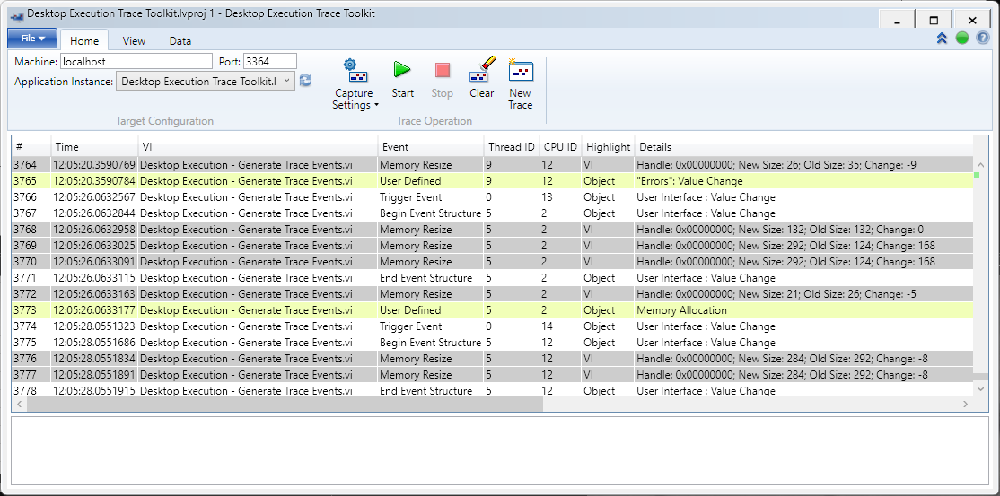 Desktop Execution Trace Toolkit.lvproj 1 - Desktop Execution Trace Toolkit
File Home View Data
Machine: localhost Port: 3364
Application Instance: Desktop Execution Trace Toolkit.l
Capture Settings Start Stop Clear New Trace
Target Configuration Trace Operation
# Time VI Event Thread ID CPU ID Highlight Details
3764 12:05:20.3590769 Desktop Execution - Generate Trace Events.vi Memory Resize 9 12 VI Handle: 0x00000000; New Size: 26; Old Size: 35; Change: -9
3765 12:05:20.3590784 Desktop Execution - Generate Trace Events.vi User Defined 9 12 Object "Errors": Value Change
3766 12:05:26.0632567 Desktop Execution - Generate Trace Events.vi Trigger Event 0 13 Object User Interface : Value Change
3767 12:05:26.0632844 Desktop Execution - Generate Trace Events.vi Begin Event Structure 5 2 Object User Interface : Value Change
3768 12:05:26.0632958 Desktop Execution - Generate Trace Events.vi Memory Resize 5 2 VI Handle: 0x00000000; New Size: 132; Old Size: 132; Change: 0
3769 12:05:26.0633025 Desktop Execution - Generate Trace Events.vi Memory Resize 5 2 VI Handle: 0x00000000; New Size: 292; Old Size: 124; Change: 168
3770 12:05:26.0633091 Desktop Execution - Generate Trace Events.vi Memory Resize 5 2 VI Handle: 0x00000000; New Size: 292; Old Size: 124; Change: 168
3771 12:05:26.0633115 Desktop Execution - Generate Trace Events.vi End Event Structure 5 2 Object User Interface : Value Change
3772 12:05:26.0633163 Desktop Execution - Generate Trace Events.vi Memory Resize 5 2 VI Handle: 0x00000000; New Size: 21; Old Size: 26; Change: -5
3773 12:05:26.0633177 Desktop Execution - Generate Trace Events.vi User Defined 5 2 Object Memory Allocation
3774 12:05:28.0551323 Desktop Execution - Generate Trace Events.vi Trigger Event 0 14 Object User Interface : Value Change
3775 12:05:28.0551686 Desktop Execution - Generate Trace Events.vi Begin Event Structure 5 12 Object User Interface : Value Change
3776 12:05:28.0551834 Desktop Execution - Generate Trace Events.vi Memory Resize 5 12 VI Handle: 0x00000000; New Size: 284; Old Size: 292; Change: -8
3777 12:05:28.0551891 Desktop Execution - Generate Trace Events.vi Memory Resize 5 12 VI Handle: 0x00000000; New Size: 284; Old Size: 292; Change: -8
3778 12:05:28.0551915 Desktop Execution - Generate Trace Events.vi End Event Structure 5 12 Object User Interface : Value Change